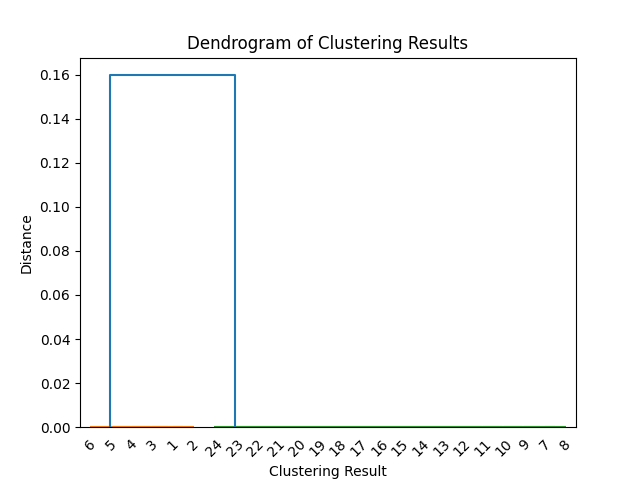 Dendrogram of Clustering Results
0.16
0.14
0.12
0.10
0.08
0.06
0.04
0.02
0.00
Distance
6 5 4 3 1 2 24 23 22 21 20 19 18 17 16 15 14 13 12 11 10 9 7 8
Clustering Result